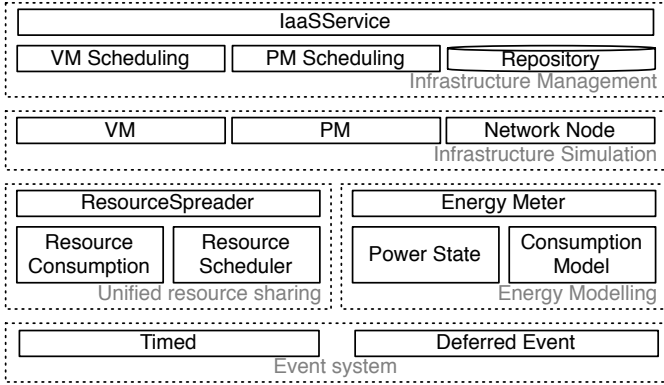 IaaSService
VM Scheduling
PM Scheduling
Repository
Infrastructure Management
VM
PM
Network Node
Infrastructure Simulation
ResourceSpreader
Resource
Consumption
Resource
Scheduler
Unified resource sharing
Energy Meter
Power State
Consumption
Model
Energy Modelling
Timed
Deferred Event
Event system